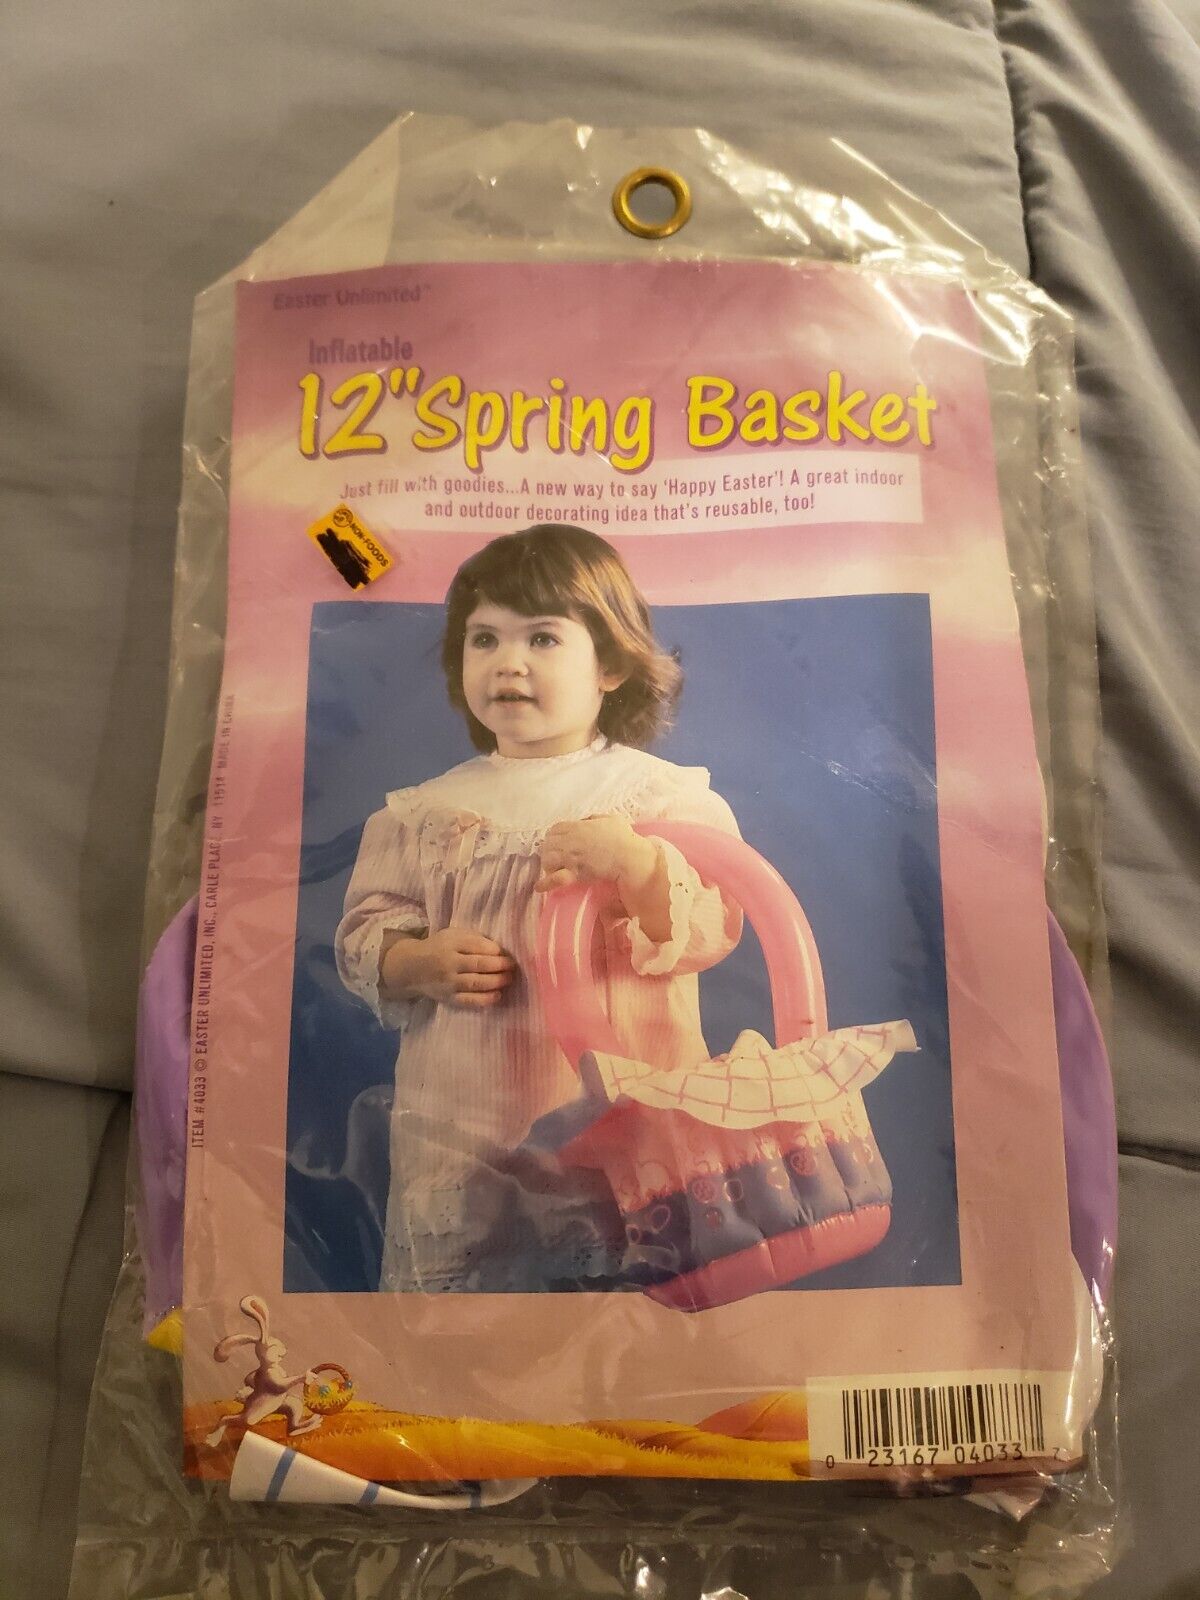 Easter Unlimited™
Inflatable
12" Spring Basket
Just fill with goodies...A new way to say 'Happy Easter'! A great indoor
and outdoor decorating idea that's reusable, too!
NON-FOODS
ITEM #4033 © EASTER UNLIMITED, INC., CARLE PLACE, NY 11514 MADE IN CHINA
0 23167 04033 7